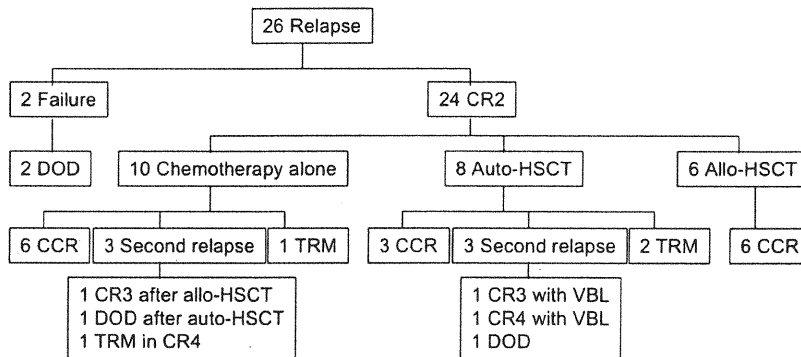 26 Relapse
2 Failure
24 CR2
2 DOD
10 Chemotherapy alone
8 Auto-HSCT
6 Allo-HSCT
6 CCR
3 Second relapse
1 TRM
3 CCR
3 Second relapse
2 TRM
6 CCR
1 CR3 after allo-HSCT
1 DOD after auto-HSCT
1 TRM in CR4
1 CR3 with VBL
1 CR4 with VBL
1 DOD